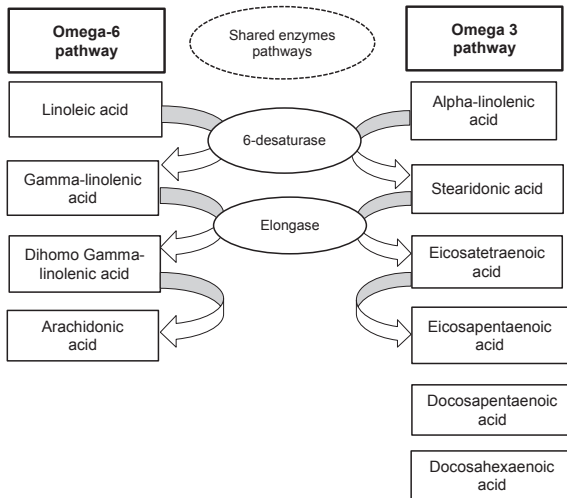 Omega-6
pathway
Shared enzymes
pathways
Omega 3
pathway
Linoleic acid
Alpha-linolenic
acid
6-desaturase
Gamma-linolenic
acid
Stearidonic acid
Elongase
Dihomo Gamma-
linolenic acid
Eicosatetraenoic
acid
Arachidonic
acid
Eicosapentaenoic
acid
Docosapentaenoic
acid
Docosahexaenoic
acid